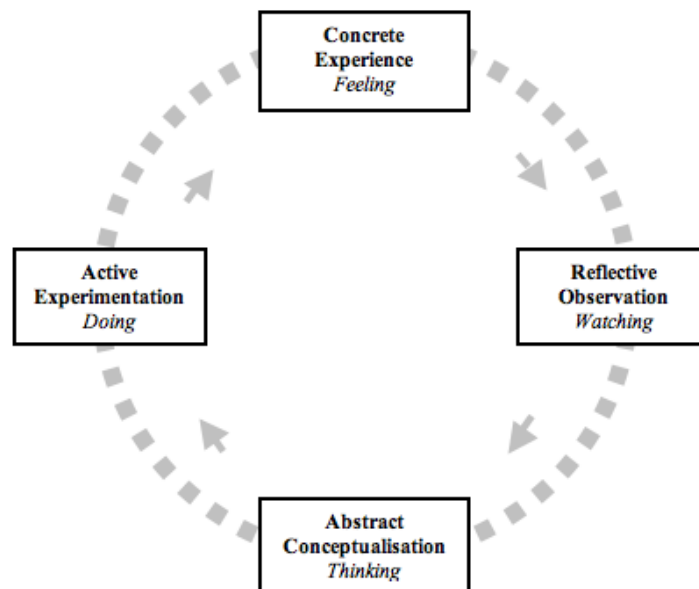 Concrete
Experience
Feeling
Active
Experimentation
Doing
Reflective
Observation
Watching
Abstract
Conceptualisation
Thinking